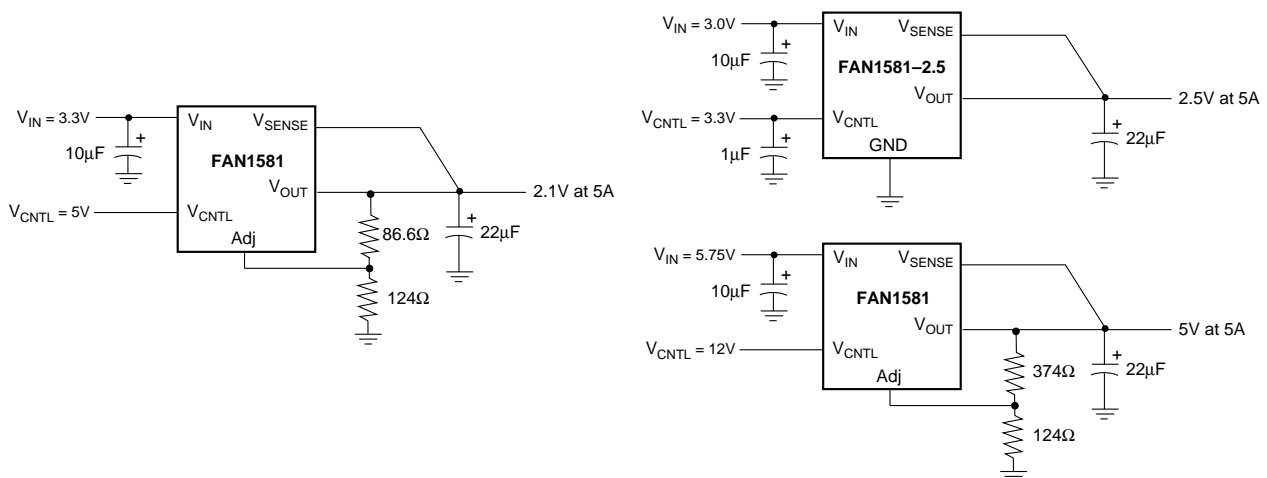 V_IN = 3.3V
10µF
+
V_IN
V_SENSE
FAN1581
V_OUT
V_CNTL = 5V
V_CNTL
Adj
2.1V at 5A
86.6Ω
+
22µF
124Ω
V_IN = 3.0V
10µF
+
V_IN
V_SENSE
FAN1581–2.5
V_OUT
V_CNTL = 3.3V
V_CNTL
GND
1µF
+
2.5V at 5A
+
22µF
V_IN = 5.75V
10µF
+
V_IN
V_SENSE
FAN1581
V_OUT
V_CNTL = 12V
V_CNTL
Adj
5V at 5A
374Ω
+
22µF
124Ω